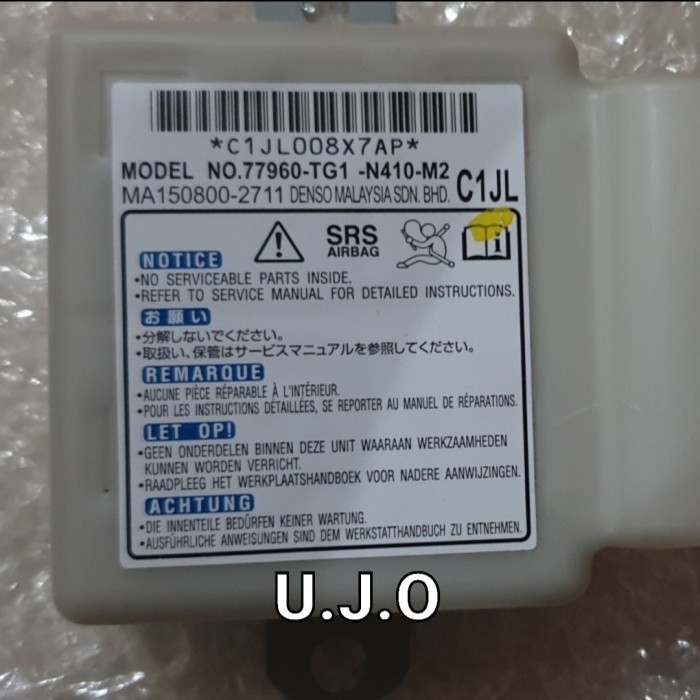 *C1JL008X7AP*
MODEL NO.77960-TG1 -N410-M2
MA150800-2711 DENSO MALAYSIA SDN. BHD. C1JL
SRS
AIRBAG
NOTICE
•NO SERVICEABLE PARTS INSIDE.
•REFER TO SERVICE MANUAL FOR DETAILED INSTRUCTIONS.
お願い
•分解しないでください。
•取扱い、保管はサービスマニュアルを参照してください。
REMARQUE
•AUCUNE PIÈCE RÉPARABLE À L'INTÉRIEUR.
•POUR LES INSTRUCTIONS DÉTAILLÉES, SE REPORTER AU MANUEL DE RÉPARATIONS.
LET OP!
•GEEN ONDERDELEN BINNEN DEZE UNIT WAARAAN WERKZAAMHEDEN
KUNNEN WORDEN VERRICHT.
•RAADPLEEG HET WERKPLAATSHANDBOEK VOOR NADERE AANWIJZINGEN.
ACHTUNG
•DIE INNENTEILE BEDÜRFEN KEINER WARTUNG.
•AUSFÜHRLICHE ANWEISUNGEN SIND DEM WERKSTATTHANDBUCH ZU ENTNEHMEN.
U.J.O